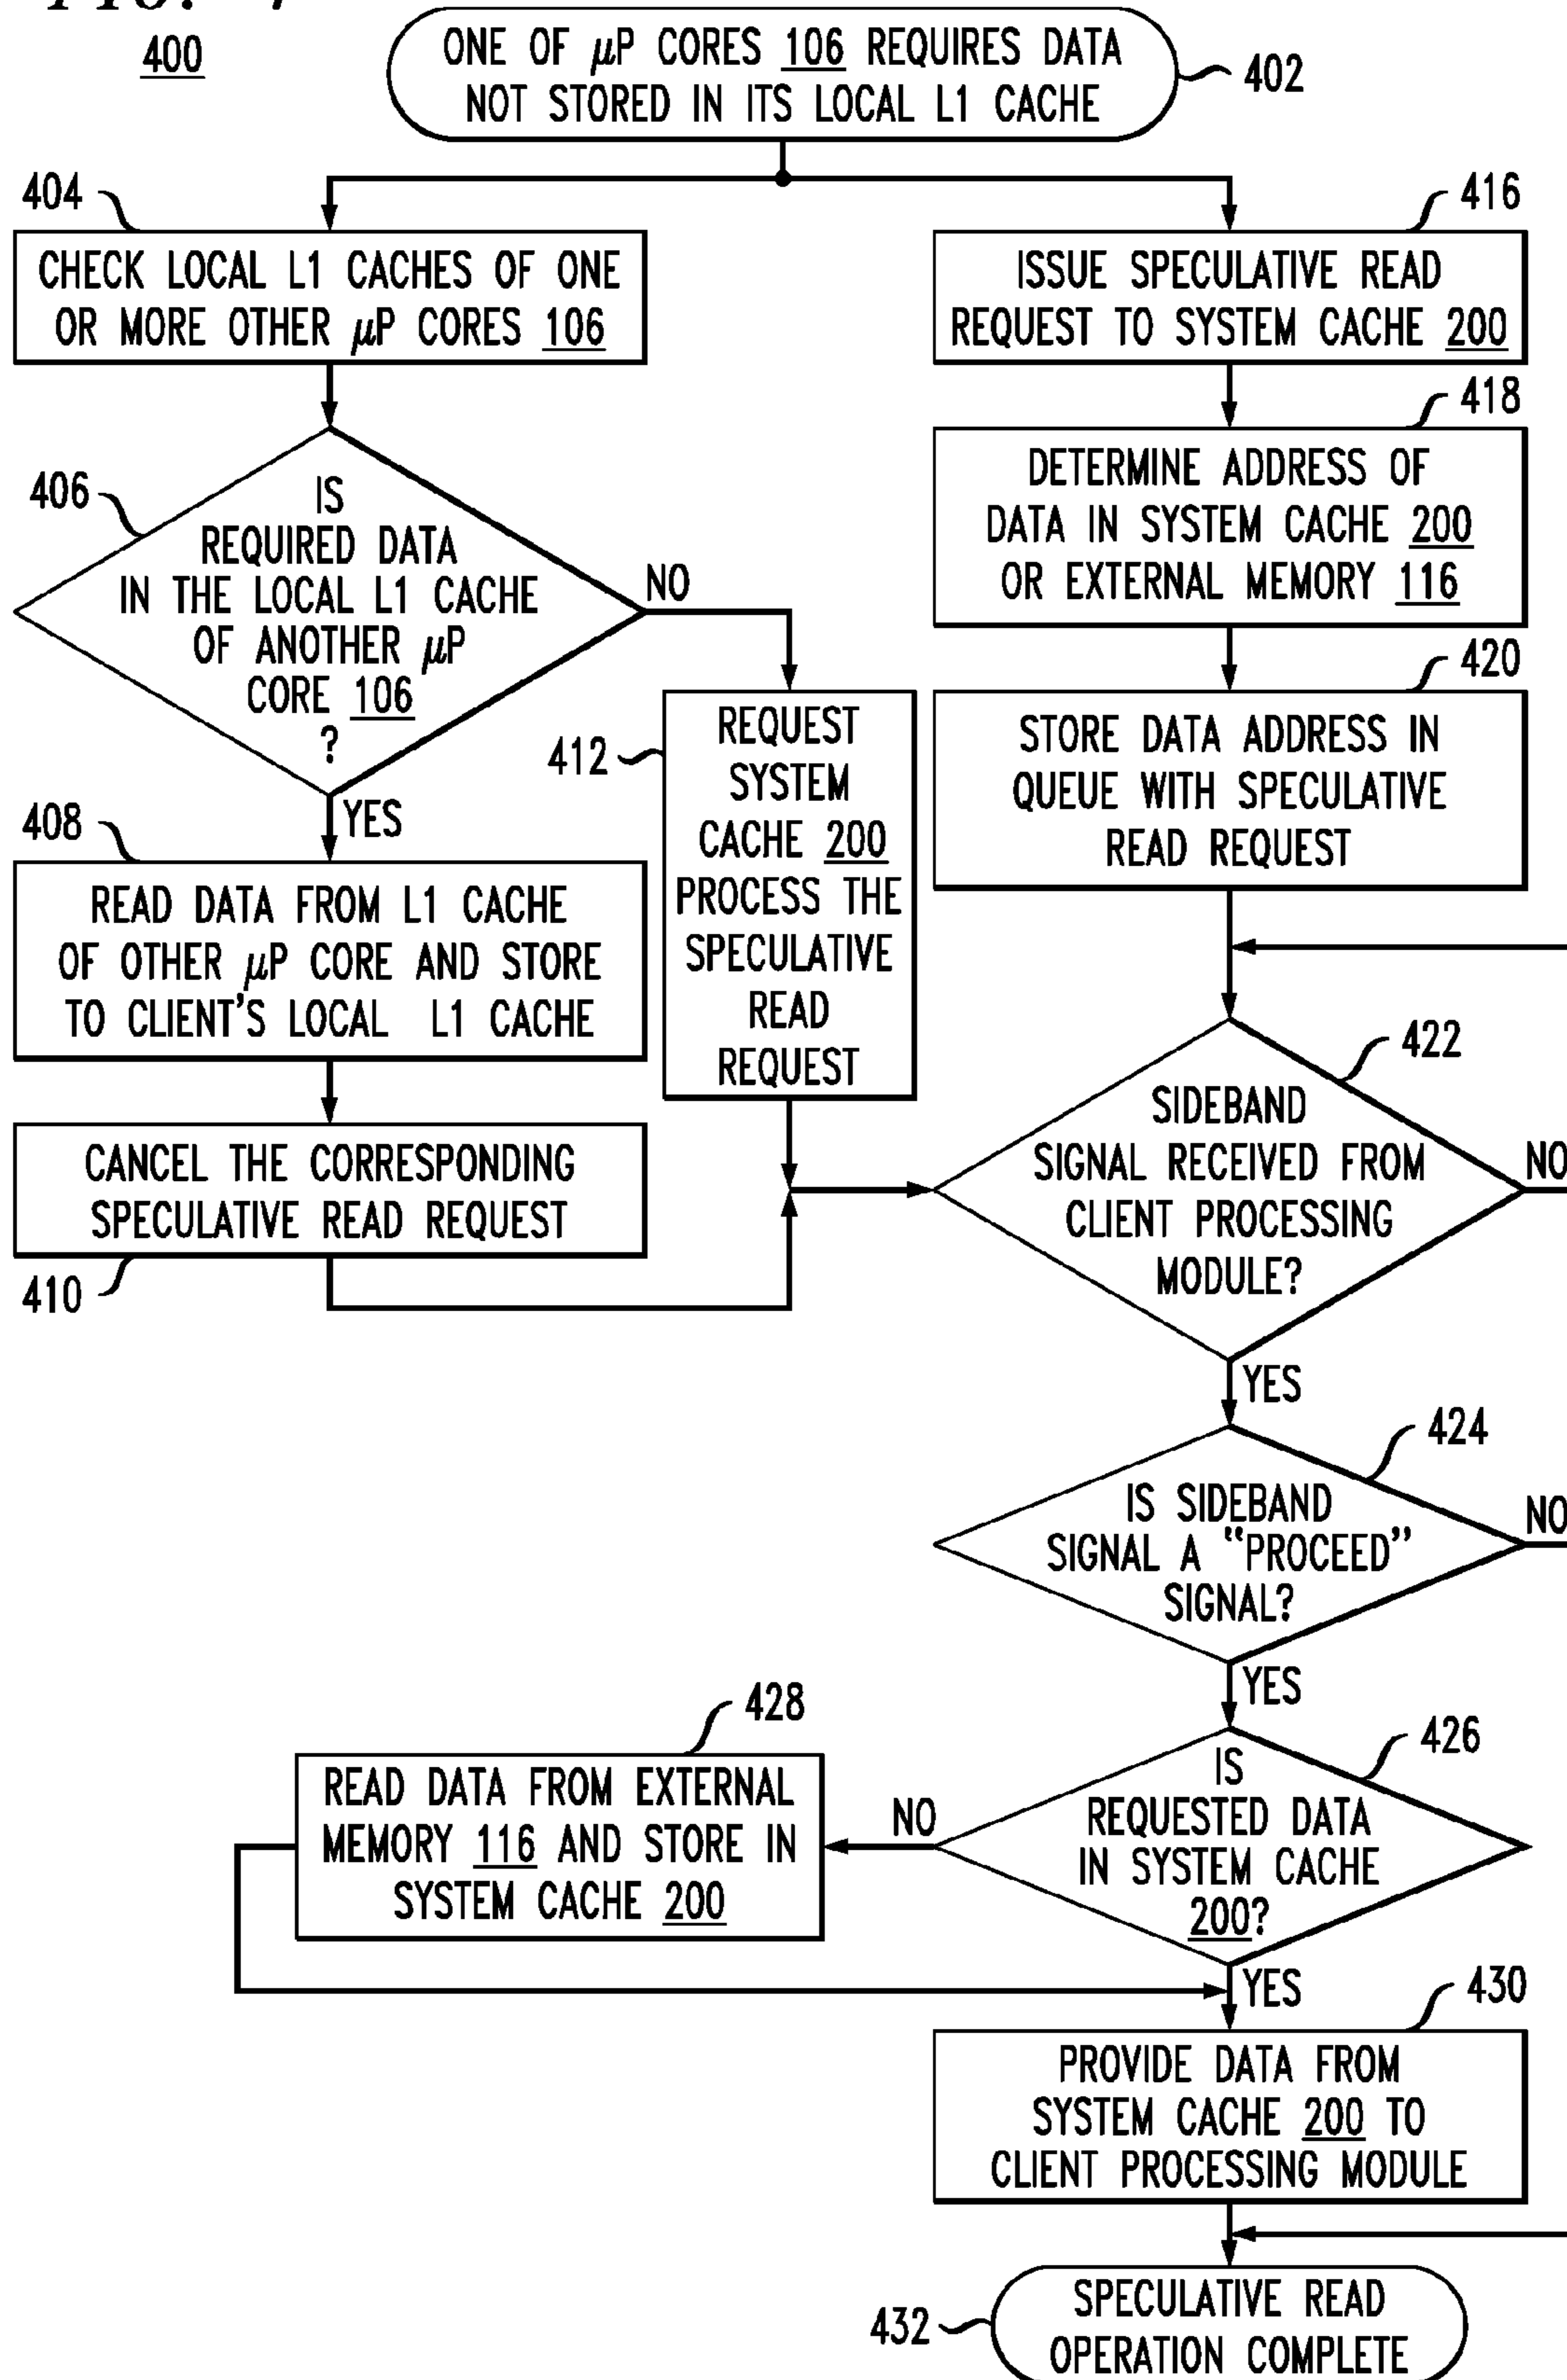 FIG. 4
400
ONE OF μP CORES 106 REQUIRES DATA
NOT STORED IN ITS LOCAL L1 CACHE
402
404
CHECK LOCAL L1 CACHES OF ONE
OR MORE OTHER μP CORES 106
416
ISSUE SPECULATIVE READ
REQUEST TO SYSTEM CACHE 200
418
DETERMINE ADDRESS OF
DATA IN SYSTEM CACHE 200
OR EXTERNAL MEMORY 116
406
IS
REQUIRED DATA
IN THE LOCAL L1 CACHE
OF ANOTHER μP
CORE 106
?
NO
YES
420
STORE DATA ADDRESS IN
QUEUE WITH SPECULATIVE
READ REQUEST
412
REQUEST
SYSTEM
CACHE 200
PROCESS THE
SPECULATIVE
READ
REQUEST
408
READ DATA FROM L1 CACHE
OF OTHER μP CORE AND STORE
TO CLIENT'S LOCAL L1 CACHE
CANCEL THE CORRESPONDING
SPECULATIVE READ REQUEST
410
422
SIDEBAND
SIGNAL RECEIVED FROM
CLIENT PROCESSING
MODULE?
NO
YES
424
IS SIDEBAND
SIGNAL A "PROCEED"
SIGNAL?
NO
YES
426
IS
REQUESTED DATA
IN SYSTEM CACHE
200?
NO
YES
428
READ DATA FROM EXTERNAL
MEMORY 116 AND STORE IN
SYSTEM CACHE 200
430
PROVIDE DATA FROM
SYSTEM CACHE 200 TO
CLIENT PROCESSING MODULE
432
SPECULATIVE READ
OPERATION COMPLETE